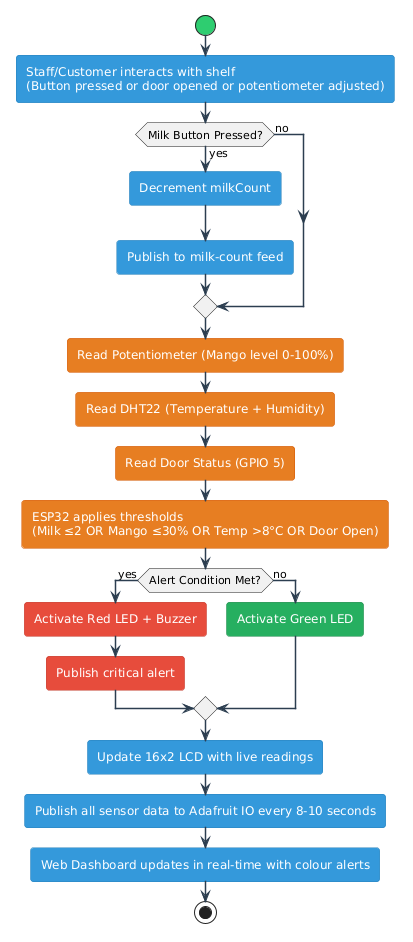 Staff/Customer interacts with shelf
(Button pressed or door opened or potentiometer adjusted)
Milk Button Pressed?
no
yes
Decrement milkCount
Publish to milk-count feed
Read Potentiometer (Mango level 0-100%)
Read DHT22 (Temperature + Humidity)
Read Door Status (GPIO 5)
ESP32 applies thresholds
(Milk ≤2 OR Mango ≤30% OR Temp >8°C OR Door Open)
yes
Alert Condition Met?
no
Activate Red LED + Buzzer
Activate Green LED
Publish critical alert
Update 16x2 LCD with live readings
Publish all sensor data to Adafruit IO every 8-10 seconds
Web Dashboard updates in real-time with colour alerts